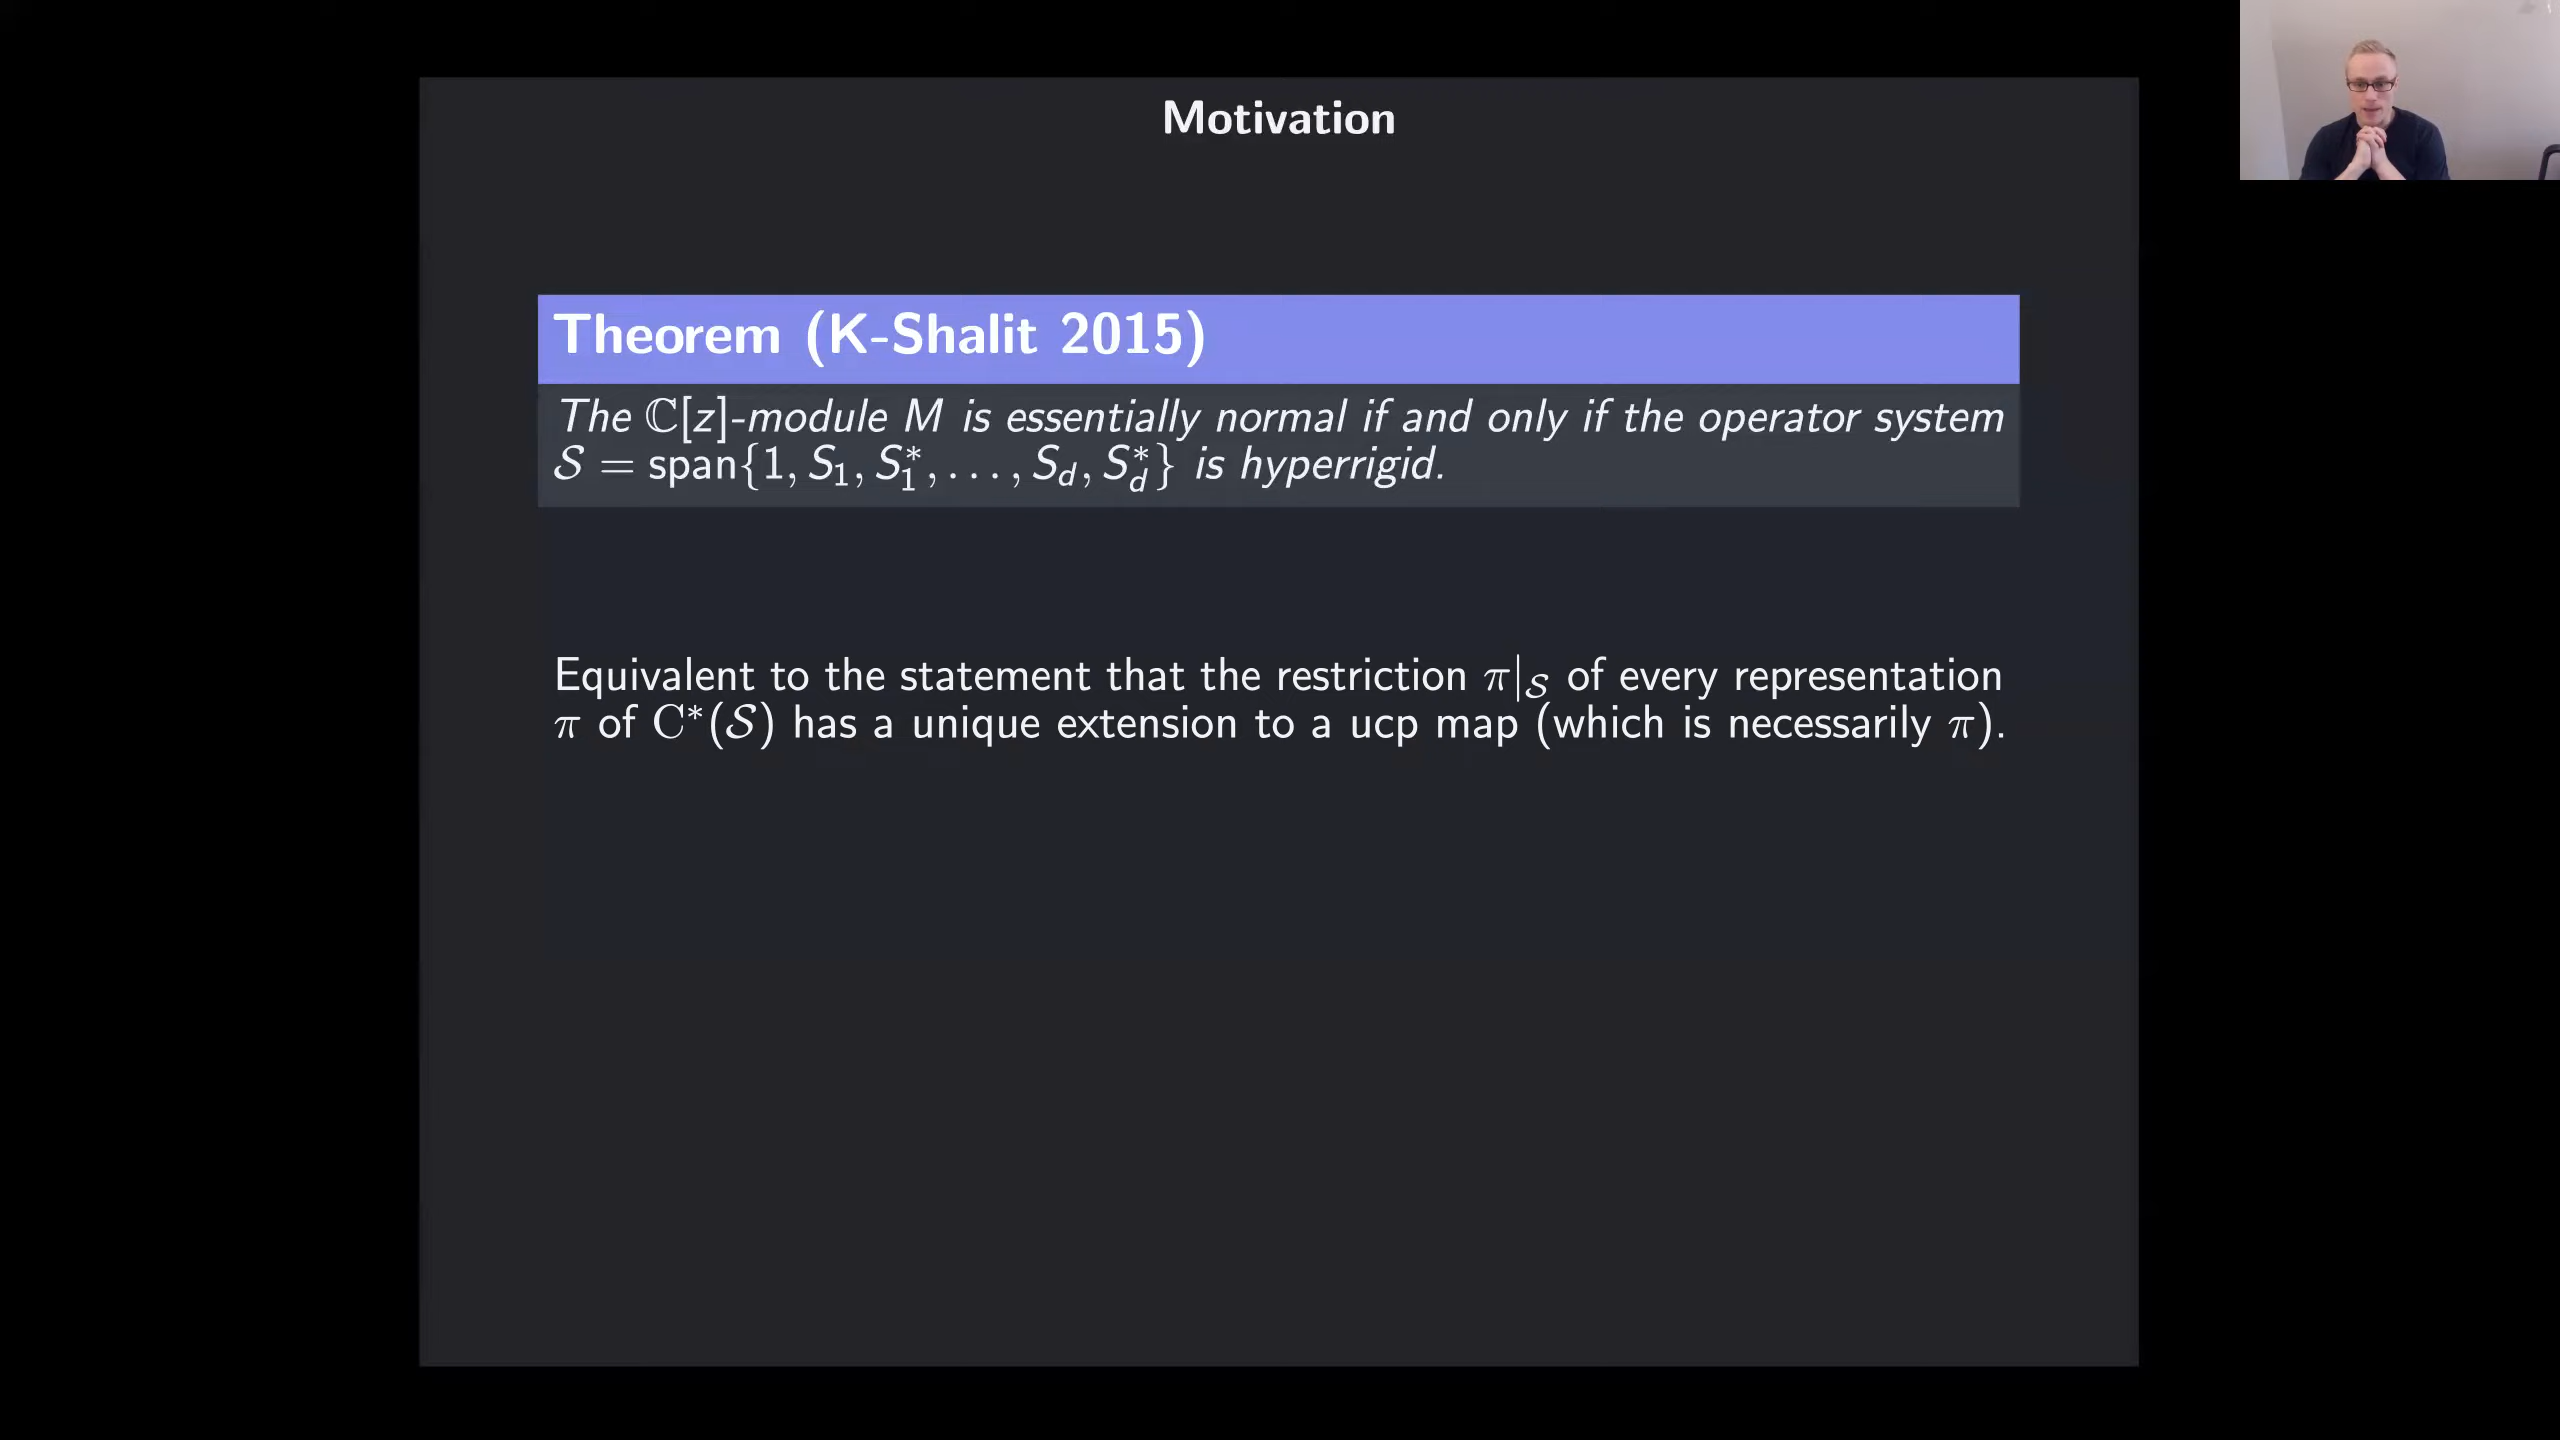 Motivation
Theorem (K-Shalit 2015)
The ℂ[z]-module M is essentially normal if and only if the operator system
𝒮 = span{1, S₁, S₁*, . . . , S_d, S_d*} is hyperrigid.
Equivalent to the statement that the restriction π|_𝒮 of every representation
π of C*(𝒮) has a unique extension to a ucp map (which is necessarily π).